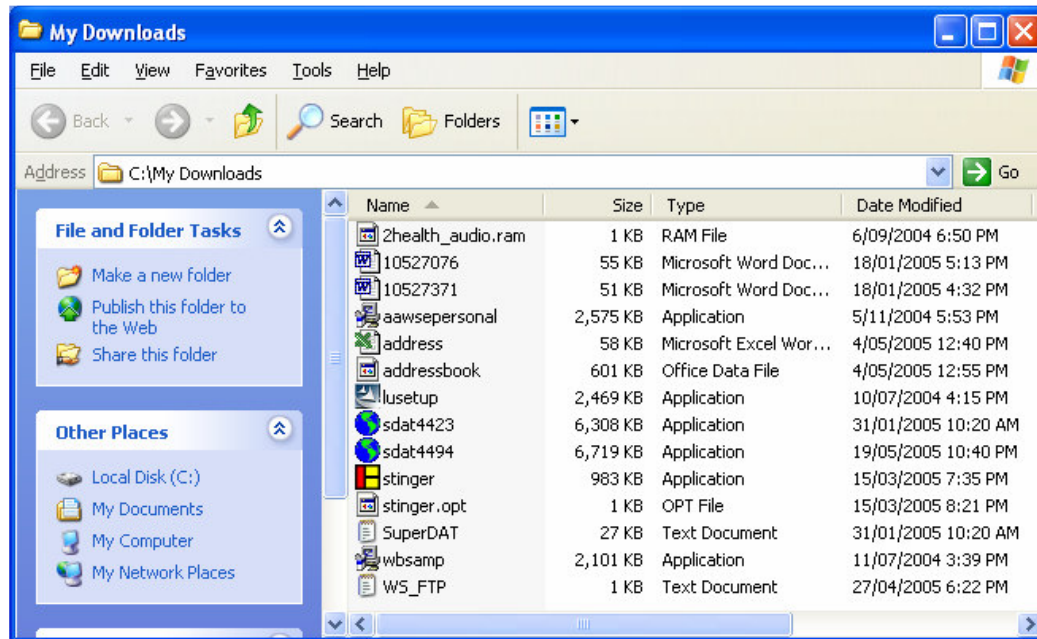 My Downloads
File Edit View Favorites Tools Help
Back Search Folders
Address C:\My Downloads Go
File and Folder Tasks
Make a new folder
Publish this folder to
the Web
Share this folder
Other Places
Local Disk (C:)
My Documents
My Computer
My Network Places
Name Size Type Date Modified
2health_audio.ram 1 KB RAM File 6/09/2004 6:50 PM
10527076 55 KB Microsoft Word Doc... 18/01/2005 5:13 PM
10527371 51 KB Microsoft Word Doc... 18/01/2005 4:32 PM
aawsepersonal 2,575 KB Application 5/11/2004 5:53 PM
address 58 KB Microsoft Excel Wor... 4/05/2005 12:40 PM
addressbook 601 KB Office Data File 4/05/2005 12:55 PM
lusetup 2,469 KB Application 10/07/2004 4:15 PM
sdat4423 6,308 KB Application 31/01/2005 10:20 AM
sdat4494 6,719 KB Application 19/05/2005 10:40 PM
stinger 983 KB Application 15/03/2005 7:35 PM
stinger.opt 1 KB OPT File 15/03/2005 8:21 PM
SuperDAT 27 KB Text Document 31/01/2005 10:20 AM
wbsamp 2,101 KB Application 11/07/2004 3:39 PM
WS_FTP 1 KB Text Document 27/04/2005 6:22 PM